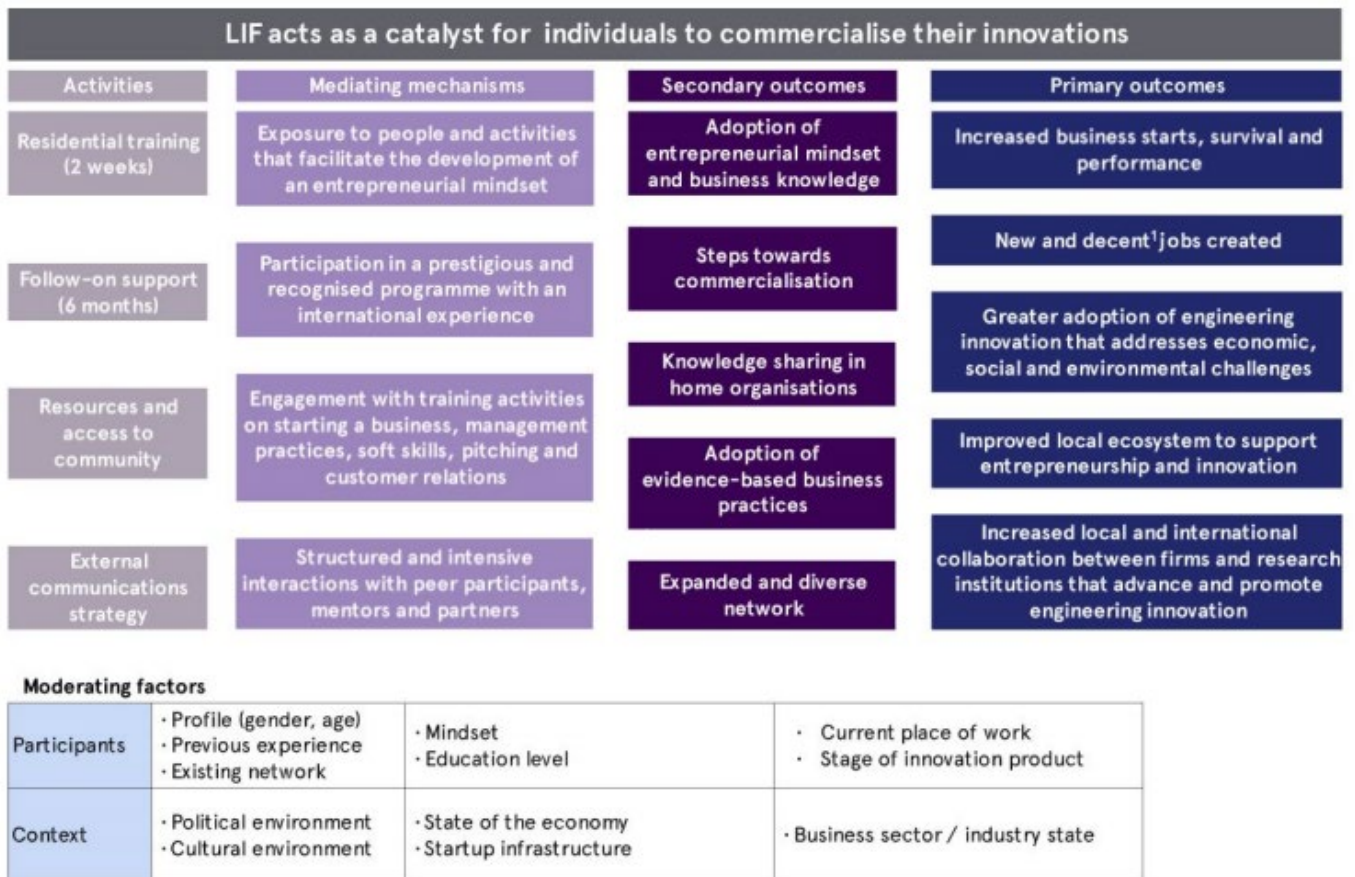 LIF acts as a catalyst for individuals to commercialise their innovations
Activities
Mediating mechanisms
Secondary outcomes
Primary outcomes
Residential training
(2 weeks)
Follow-on support
(6 months)
Resources and
access to
community
External
communications
strategy
Exposure to people and activities
that facilitate the development of
an entrepreneurial mindset
Participation in a prestigious and
recognised programme with an
international experience
Engagement with training activities
on starting a business, management
practices, soft skills, pitching and
customer relations
Structured and intensive
interactions with peer participants,
mentors and partners
Adoption of
entrepreneurial mindset
and business knowledge
Steps towards
commercialisation
Knowledge sharing in
home organisations
Adoption of
evidence-based business
practices
Expanded and diverse
network
Increased business starts, survival and
performance
New and decent¹ jobs created
Greater adoption of engineering
innovation that addresses economic,
social and environmental challenges
Improved local ecosystem to support
entrepreneurship and innovation
Increased local and international
collaboration between firms and research
institutions that advance and promote
engineering innovation
Moderating factors
Participants
· Profile (gender, age)
· Previous experience
· Existing network
· Mindset
· Education level
· Current place of work
· Stage of innovation product
Context
· Political environment
· Cultural environment
· State of the economy
· Startup infrastructure
· Business sector / industry state